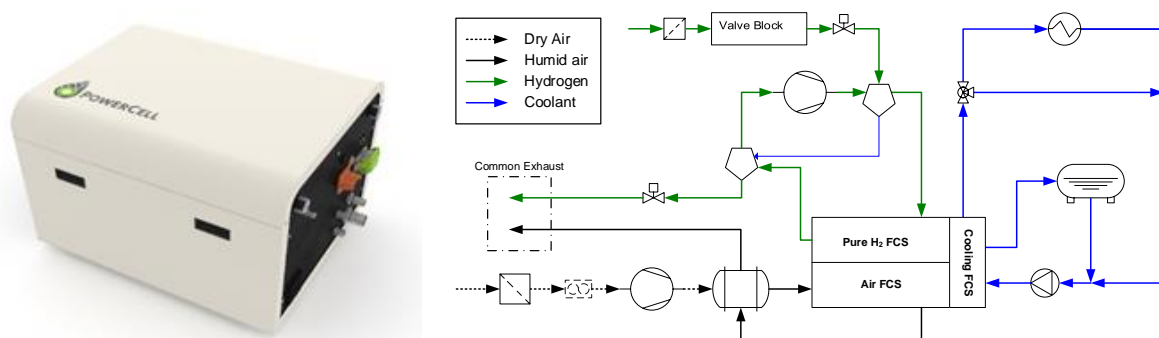 POWERCELL
Dry Air
Humid air
Hydrogen
Coolant
Valve Block
Common Exhaust
Pure H₂ FCS
Air FCS
Cooling FCS